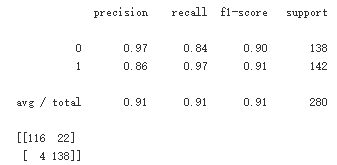 precision recall f1-score support
0 0.97 0.84 0.90 138
1 0.86 0.97 0.91 142
avg / total 0.91 0.91 0.91 280
[[116 22]
[ 4 138]]